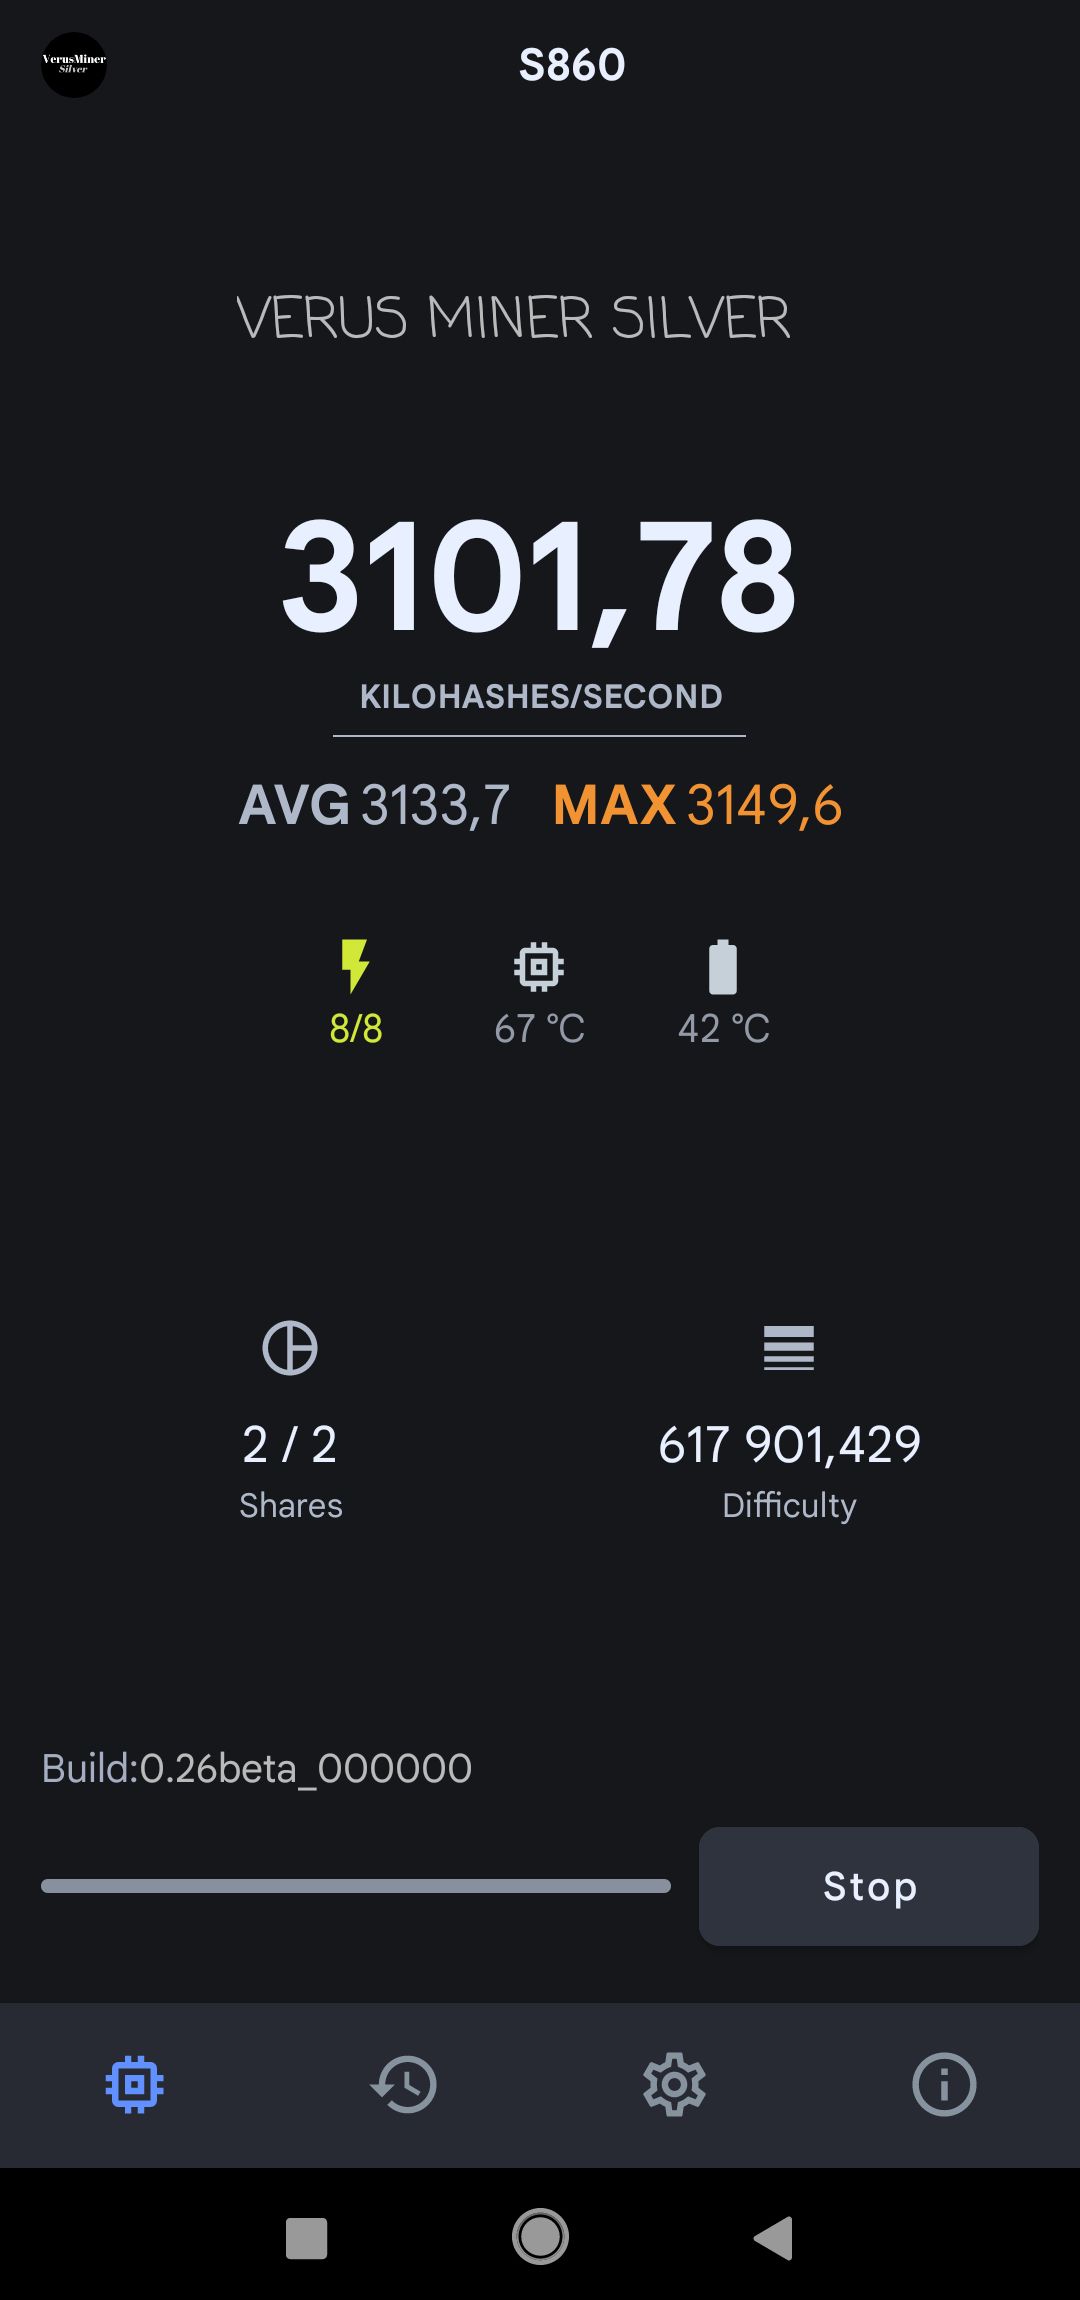 VerusMiner
Silver
S860
VERUS MINER SILVER
3101,78
KILOHASHES/SECOND
AVG 3133,7 MAX 3149,6
8/8 67 °C 42 °C
2 / 2 617 901,429
Shares Difficulty
Build:0.26beta_000000
Stop